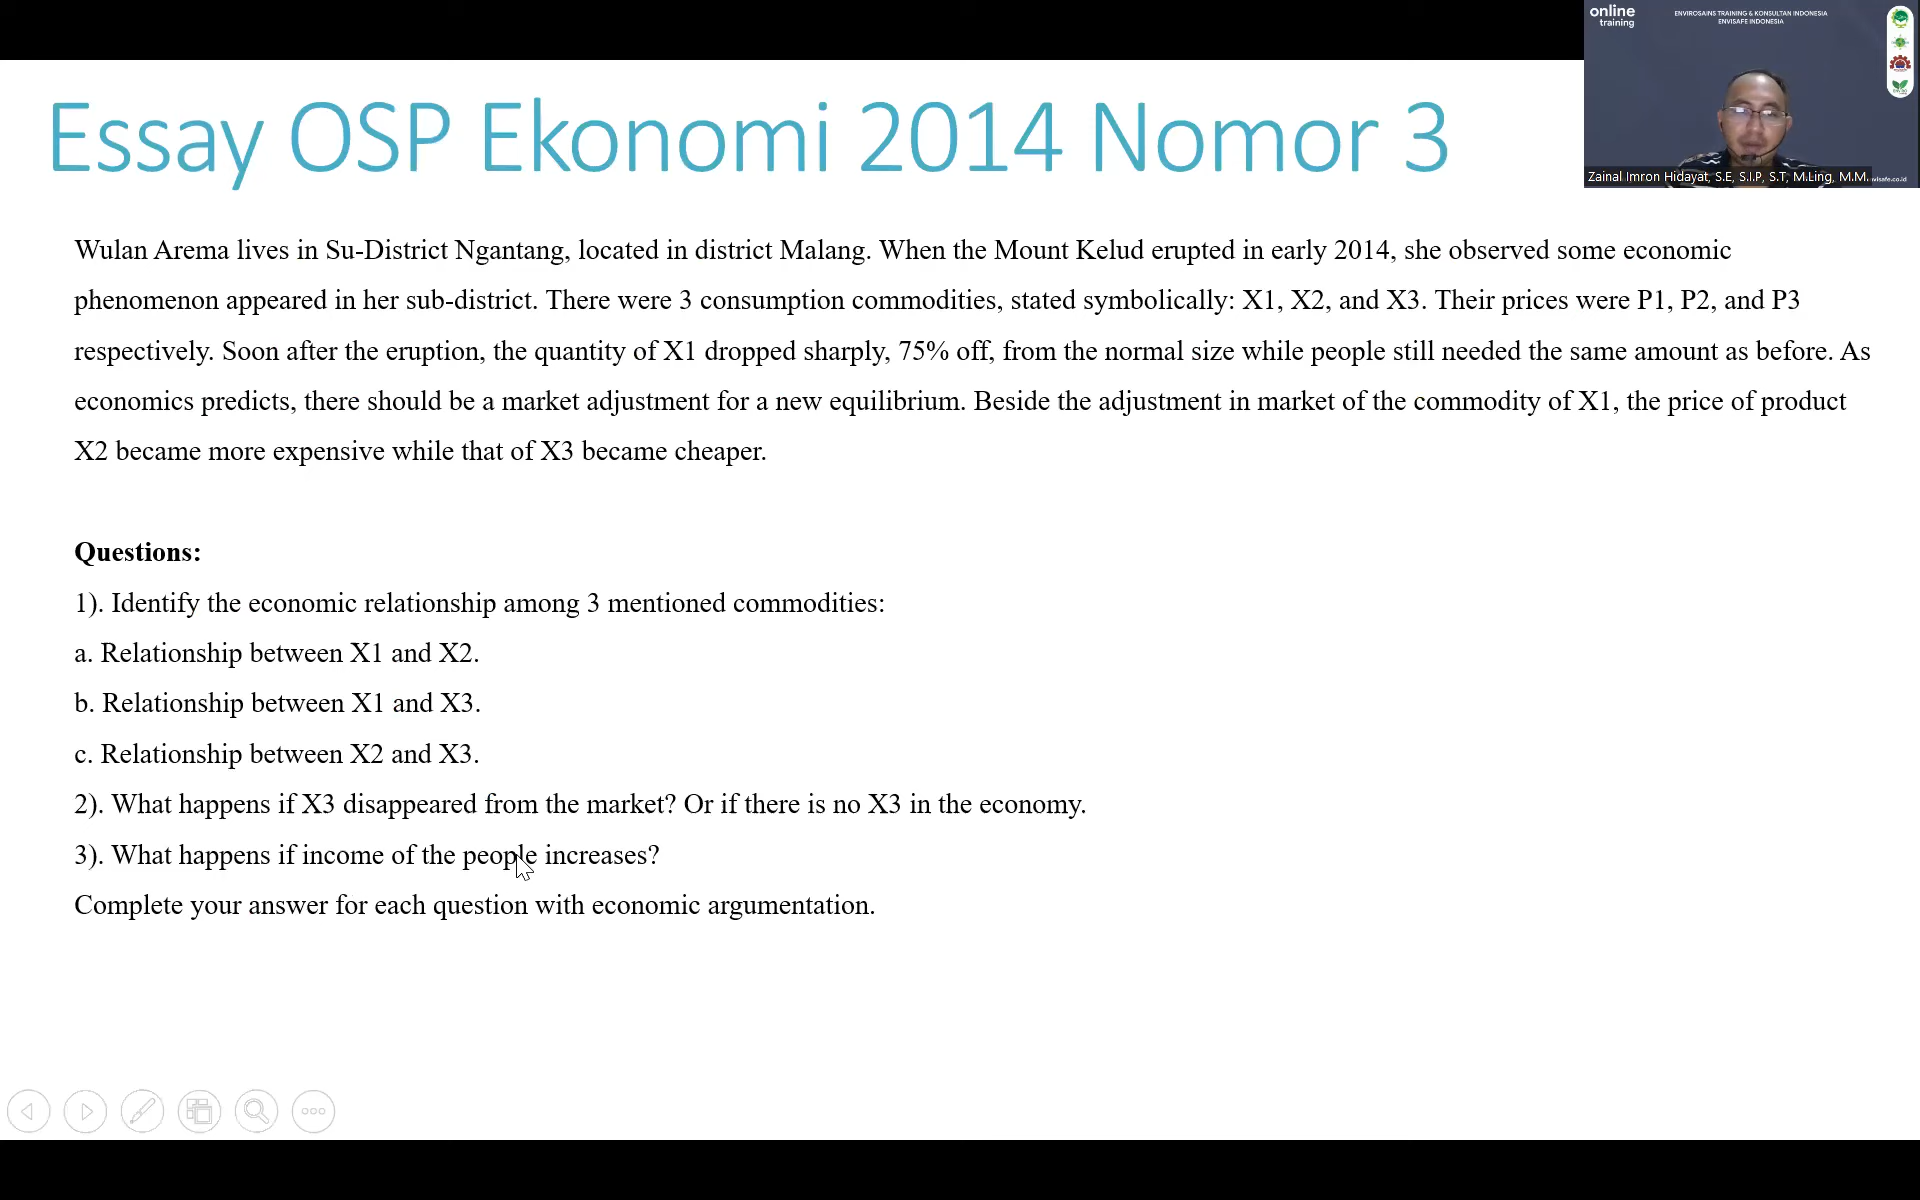 online
training
ENVIROSAINS TRAINING & KONSULTAN INDONESIA
ENVISAFE INDONESIA
Zainal Imron Hidayat, S.E, S.I.P, S.T, M.Ling, M.M.
Essay OSP Ekonomi 2014 Nomor 3
Wulan Arema lives in Su-District Ngantang, located in district Malang. When the Mount Kelud erupted in early 2014, she observed some economic
phenomenon appeared in her sub-district. There were 3 consumption commodities, stated symbolically: X1, X2, and X3. Their prices were P1, P2, and P3
respectively. Soon after the eruption, the quantity of X1 dropped sharply, 75% off, from the normal size while people still needed the same amount as before. As
economics predicts, there should be a market adjustment for a new equilibrium. Beside the adjustment in market of the commodity of X1, the price of product
X2 became more expensive while that of X3 became cheaper.
Questions:
1). Identify the economic relationship among 3 mentioned commodities:
a. Relationship between X1 and X2.
b. Relationship between X1 and X3.
c. Relationship between X2 and X3.
2). What happens if X3 disappeared from the market? Or if there is no X3 in the economy.
3). What happens if income of the people increases?
Complete your answer for each question with economic argumentation.